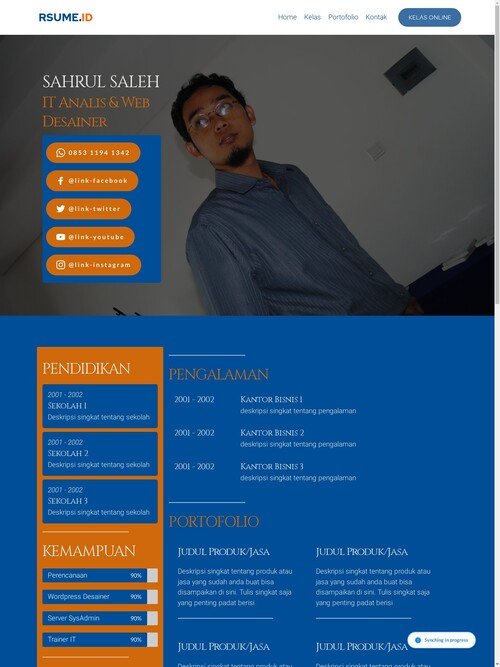 RSUME.ID
Home Kelas Portofolio Kontak KELAS ONLINE
SAHRUL SALEH
IT Analis & Web
Desainer
0853 1194 1342
@link-facebook
@link-twitter
@link-youtube
@link-instagram
PENDIDIKAN
2001 - 2002
Sekolah 1
Deskripsi singkat tentang sekolah
2001 - 2002
Sekolah 2
Deskripsi singkat tentang sekolah
2001 - 2002
Sekolah 3
Deskripsi singkat tentang sekolah
KEMAMPUAN
Perencanaan 90%
Wordpress Desainer 90%
Server SysAdmin 90%
Trainer IT 90%
PENGALAMAN
2001 - 2002 Kantor Bisnis 1
deskripsi singkat tentang pengalaman
2001 - 2002 Kantor Bisnis 2
deskripsi singkat tentang pengalaman
2001 - 2002 Kantor Bisnis 3
deskripsi singkat tentang pengalaman
PORTOFOLIO
Judul Produk/Jasa
Deskripsi singkat tentang produk atau
jasa yang sudah anda buat bisa
disampaikan di sini. Tulis singkat saja
yang penting padat berisi
Judul Produk/Jasa
Deskripsi singkat tentang produk atau
jasa yang sudah anda buat bisa
disampaikan di sini. Tulis singkat saja
yang penting padat berisi
Judul Produk/Jasa
Judul Produk/Jasa
Synching in progress